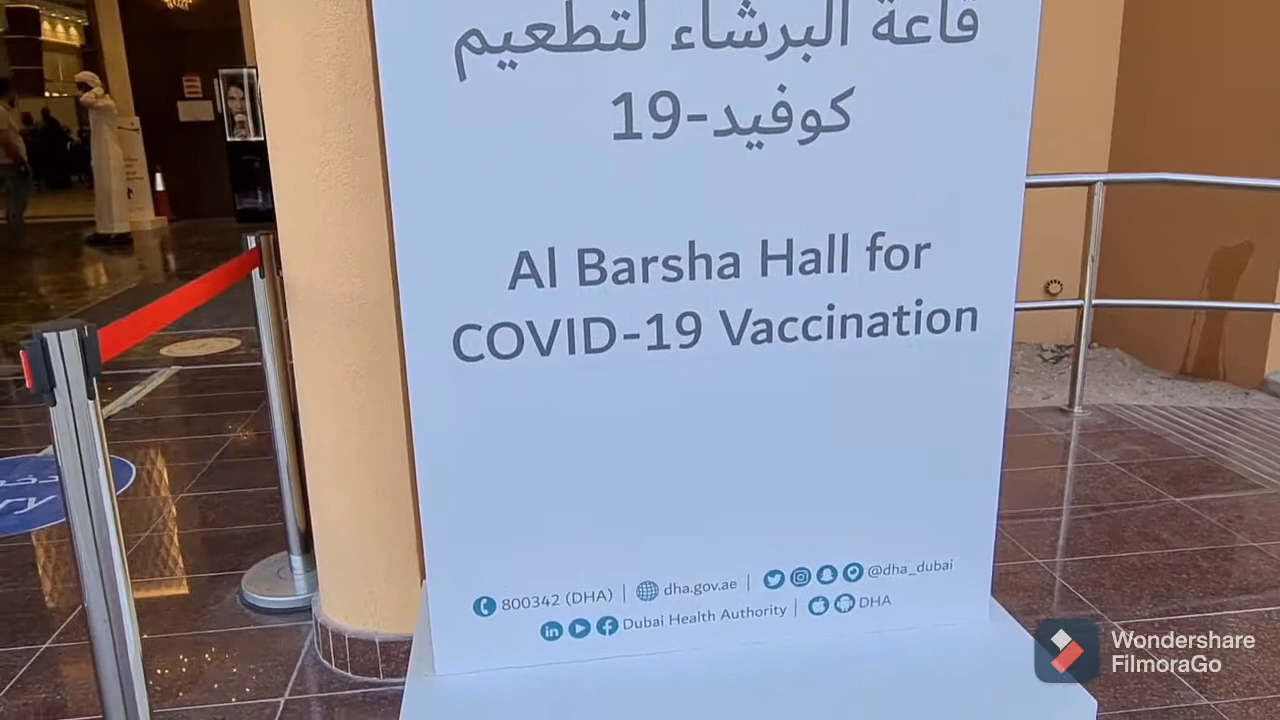 قاعة البرشاء لتطعيم
كوفيد-19
Al Barsha Hall for
COVID-19 Vaccination
800342 (DHA) | dha.gov.ae | @dha_dubai
Dubai Health Authority | DHA
Wondershare
FilmoraGo